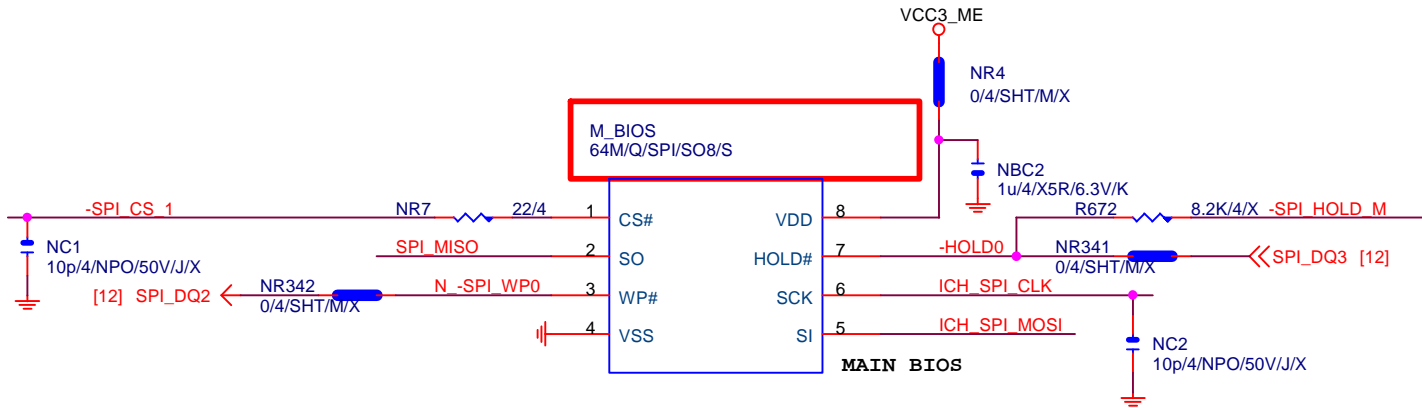 VCC3_ME
NR4
0/4/SHT/M/X
M_BIOS
64M/Q/SPI/SO8/S
NBC2
1u/4/X5R/6.3V/K
-SPI_CS_1
NR7
22/4
1
CS#
VDD
8
R672
8.2K/4/X
-SPI_HOLD_M
NC1
10p/4/NPO/50V/J/X
SPI_MISO
2
SO
HOLD#
7
-HOLD0
NR341
0/4/SHT/M/X
SPI_DQ3 [12]
[12] SPI_DQ2
NR342
0/4/SHT/M/X
N_-SPI_WP0
3
WP#
SCK
6
ICH_SPI_CLK
4
VSS
SI
5
ICH_SPI_MOSI
NC2
10p/4/NPO/50V/J/X
MAIN BIOS